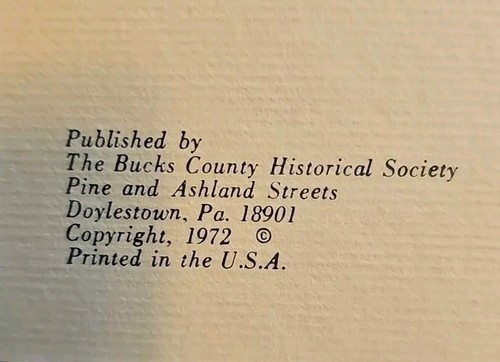 Published by
The Bucks County Historical Society
Pine and Ashland Streets
Doylestown, Pa. 18901
Copyright, 1972 ©
Printed in the U.S.A.